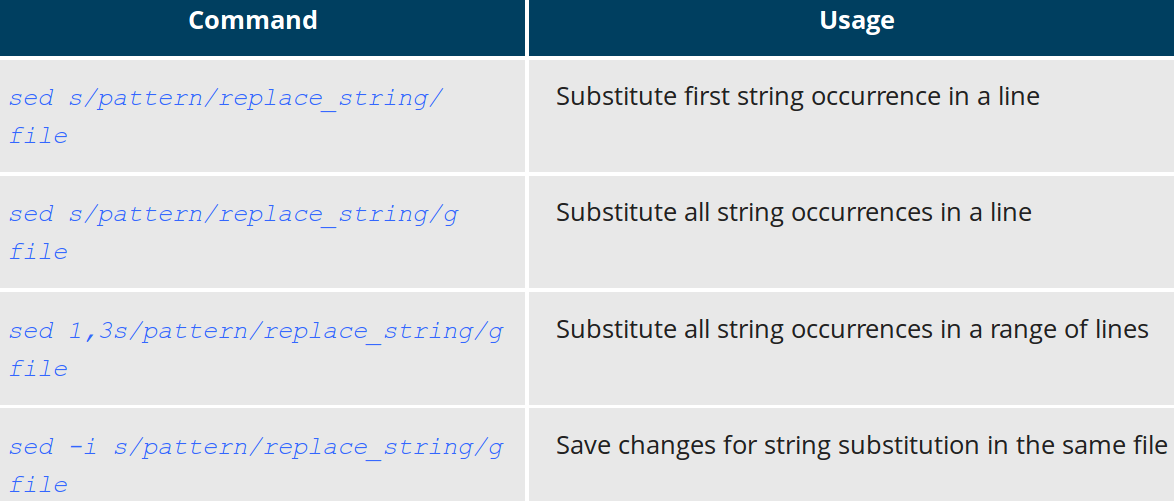 Command Usage
sed s/pattern/replace_string/ Substitute first string occurrence in a line
file
sed s/pattern/replace_string/g Substitute all string occurrences in a line
file
sed 1,3s/pattern/replace_string/g Substitute all string occurrences in a range of lines
file
sed -i s/pattern/replace_string/g Save changes for string substitution in the same file
file